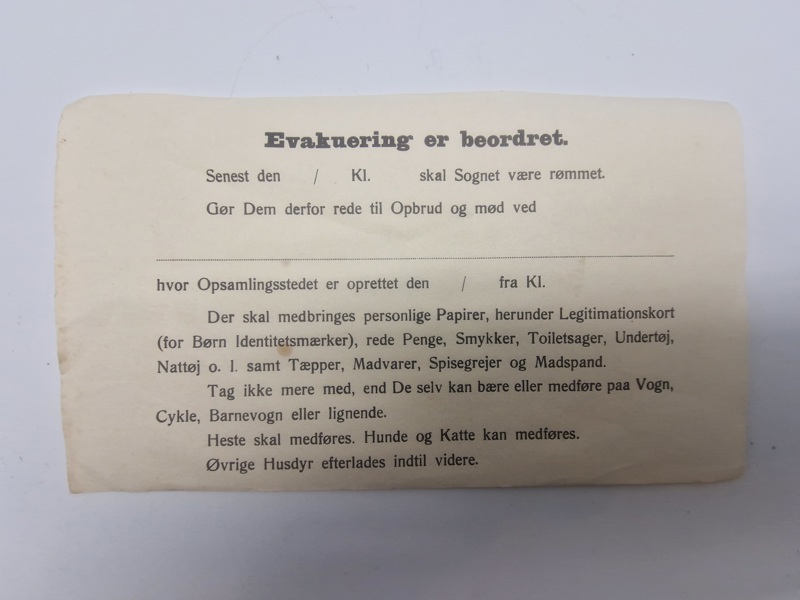 Evakuering er beordret.
Senest den / Kl. skal Sognet være rømmet.
Gør Dem derfor rede til Opbrud og mød ved
hvor Opsamlingsstedet er oprettet den / fra Kl.
Der skal medbringes personlige Papirer, herunder Legitimationskort
(for Børn Identitetsmærker), rede Penge, Smykker, Toiletsager, Undertøj,
Nattøj o. l. samt Tæpper, Madvarer, Spisegrejer og Madspand.
Tag ikke mere med, end De selv kan bære eller medføre paa Vogn,
Cykle, Barnevogn eller lignende.
Heste skal medføres. Hunde og Katte kan medføres.
Øvrige Husdyr efterlades indtil videre.